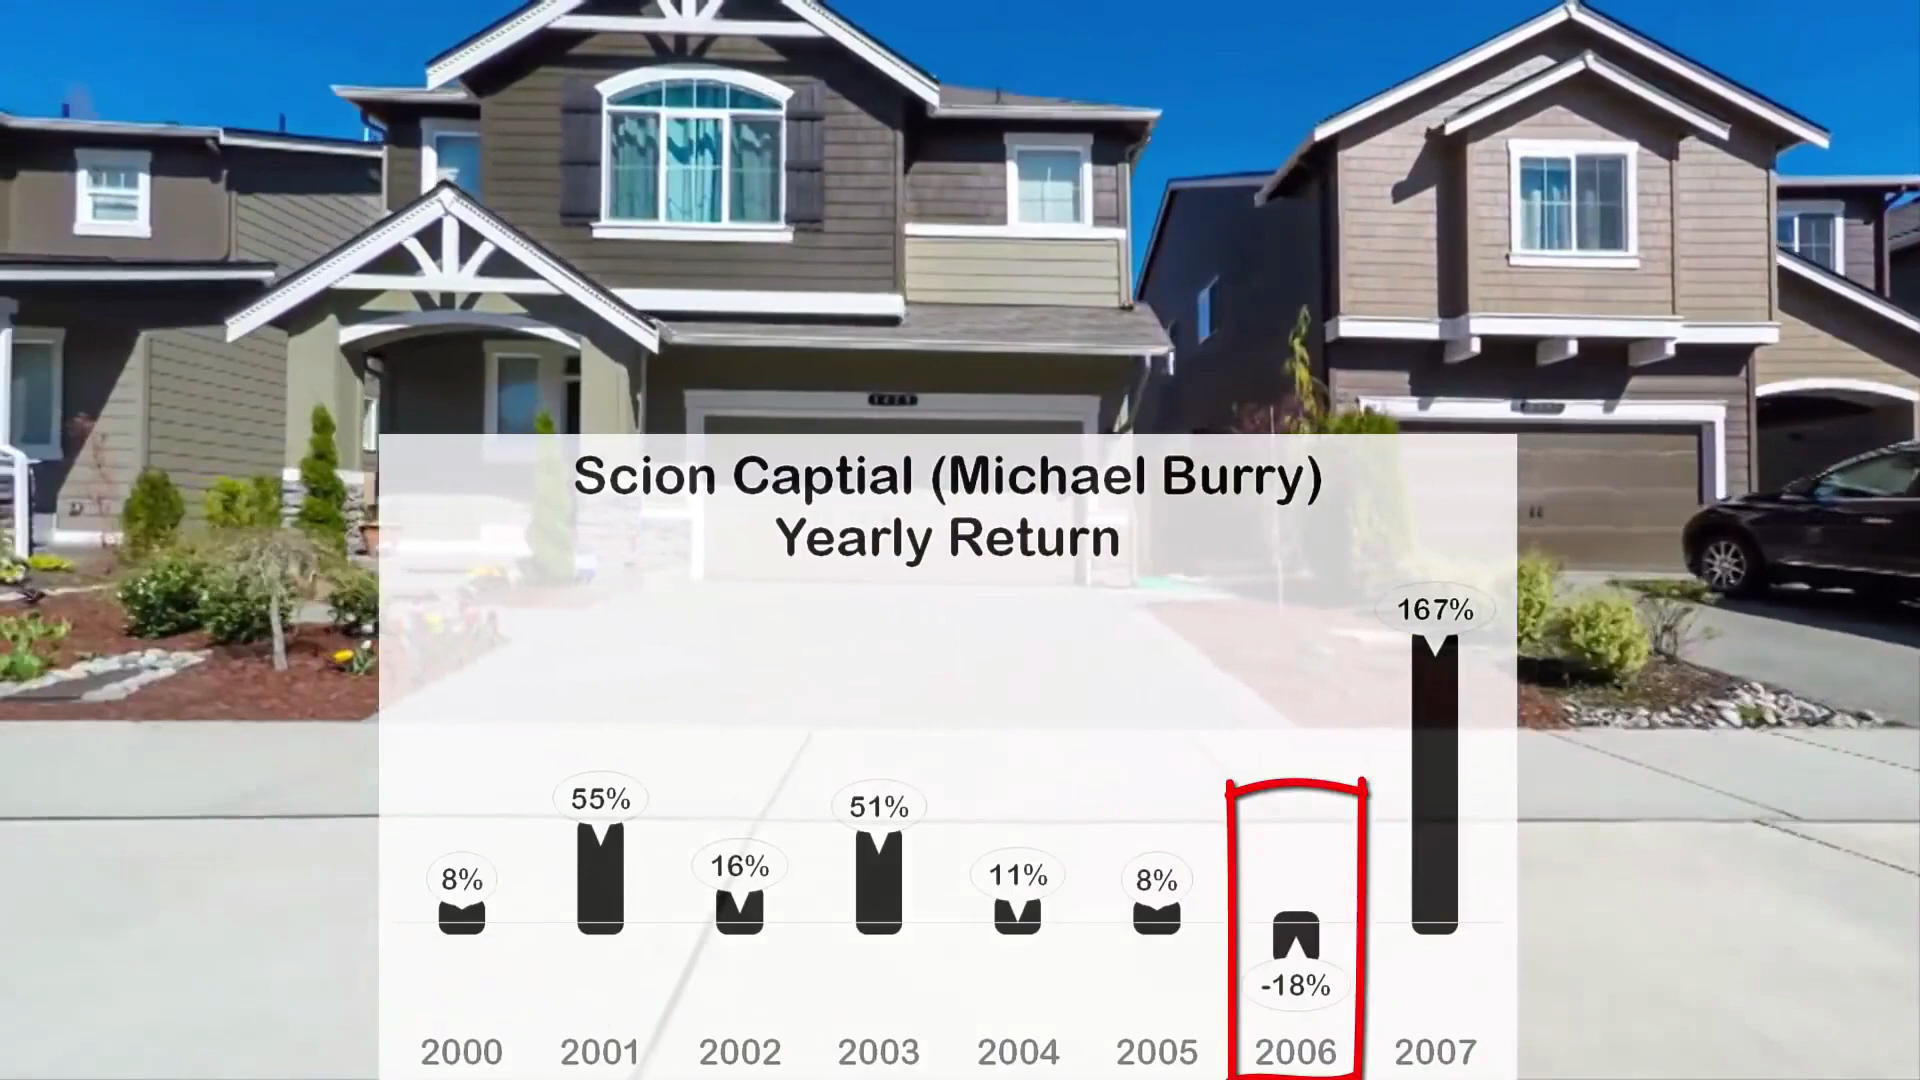 Scion Captial (Michael Burry)
Yearly Return
167%
55%
51%
16%
11%
8%
8%
-18%
2000 2001 2002 2003 2004 2005 2006 2007